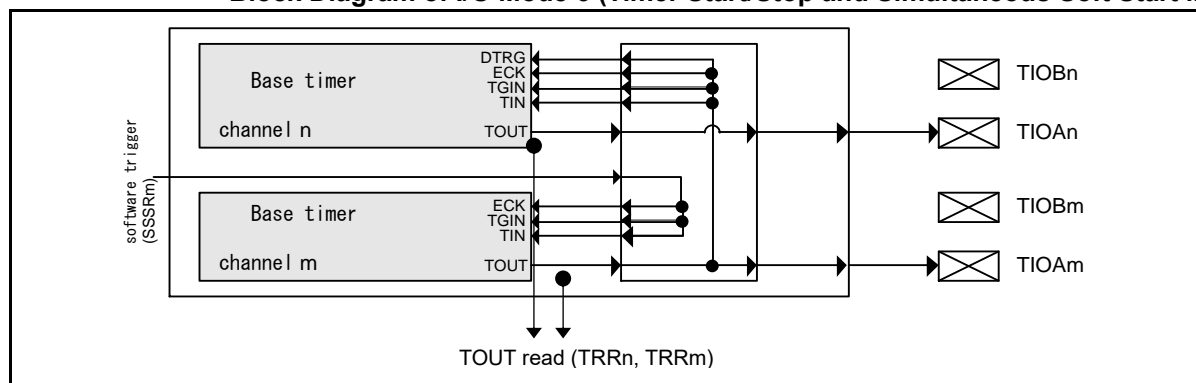 Block Diagram of I/O Mode 6 (Timer Start/Stop and Simultaneous Soft Start
DTRG
ECK
TGIN
TIN
Base timer
channel n
TOUT
TIOBn
TIOAn
software trigger
(SSSRm)
ECK
TGIN
TIN
Base timer
channel m
TOUT
TIOBm
TIOAm
TOUT read (TRRn, TRRm)